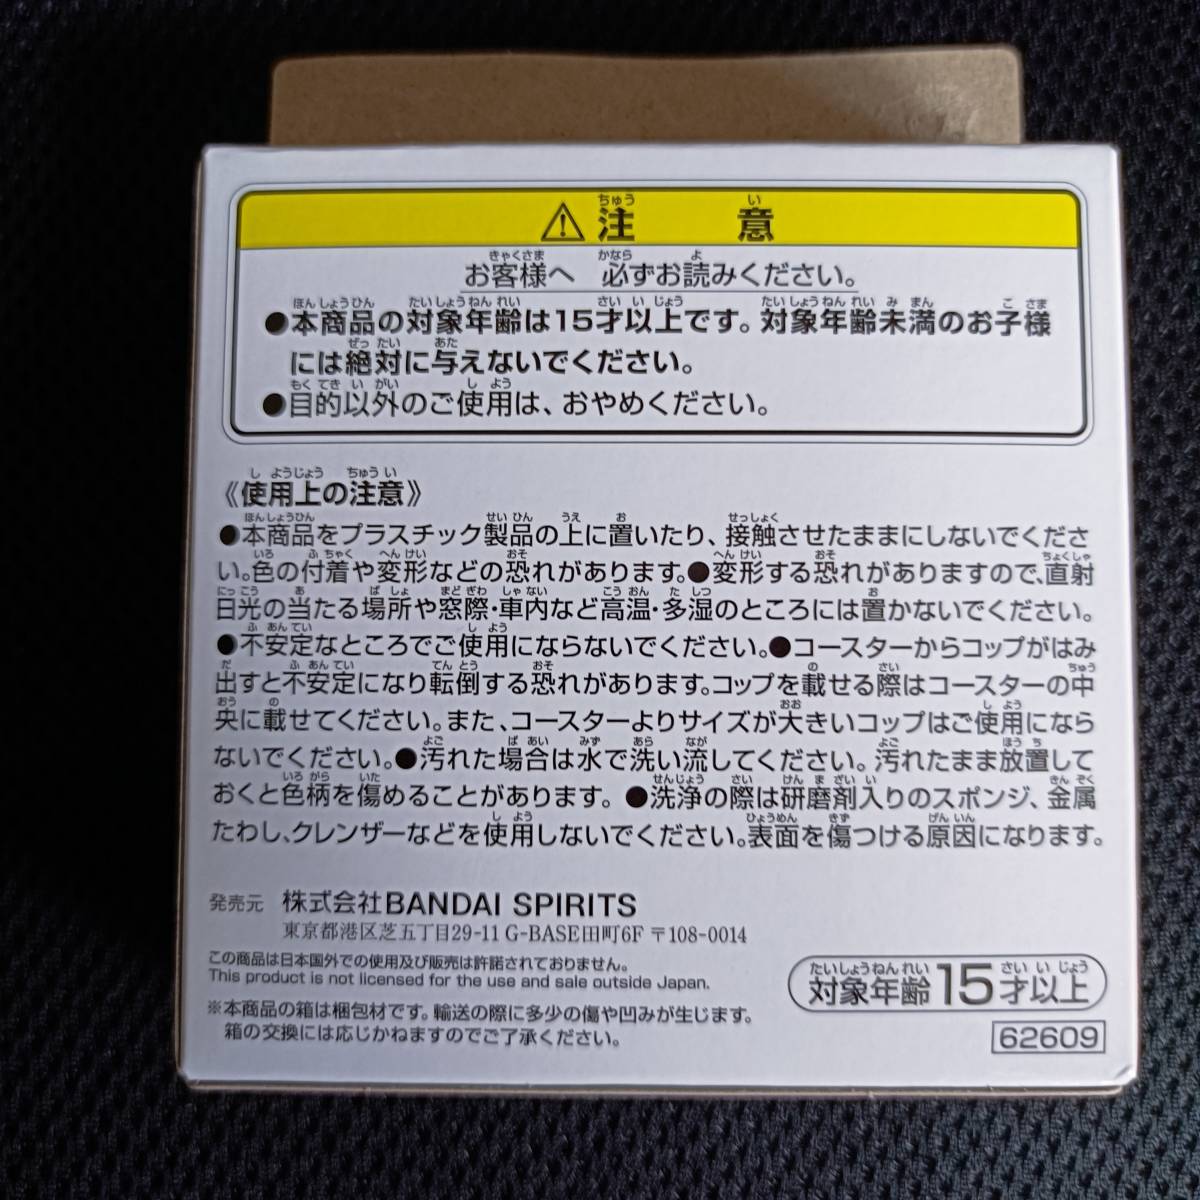 ⚠注意
お客様へ 必ずお読みください。
●本商品の対象年齢は15才以上です。対象年齢未満のお子様
には絶対に与えないでください。
●目的以外のご使用は、おやめください。
《使用上の注意》
●本商品をプラスチック製品の上に置いたり、接触させたままにしないでくださ
い。色の付着や変形などの恐れがあります。●変形する恐れがありますので、直射
日光の当たる場所や窓際・車内など高温・多湿のところには置かないでください。
●不安定なところでご使用にならないでください。●コースターからコップがはみ
出すと不安定になり転倒する恐れがあります。コップを載せる際はコースターの中
央に載せてください。また、コースターよりサイズが大きいコップはご使用になら
ないでください。●汚れた場合は水で洗い流してください。汚れたまま放置して
おくと色柄を傷めることがあります。●洗浄の際は研磨剤入りのスポンジ、金属
たわし、クレンザーなどを使用しないでください。表面を傷つける原因になります。
発売元 株式会社BANDAI SPIRITS
東京都港区芝五丁目29-11 G-BASE田町6F 〒108-0014
この商品は日本国外での使用及び販売は許諾されておりません。
This product is not licensed for the use and sale outside Japan.
※本商品の箱は梱包材です。輸送の際に多少の傷や凹みが生じます。
箱の交換には応じかねますのでご了承ください。
対象年齢15才以上
62609